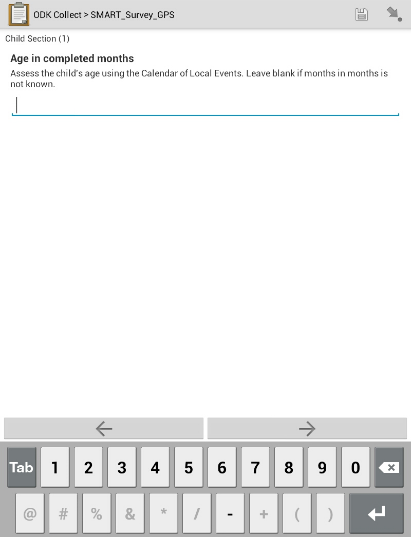 ODK Collect > SMART_Survey_GPS
Child Section (1)
Age in completed months
Assess the child's age using the Calendar of Local Events. Leave blank if months in months is
not known.
Tab 1 2 3 4 5 6 7 8 9 0
@ # % & * / - + ( )